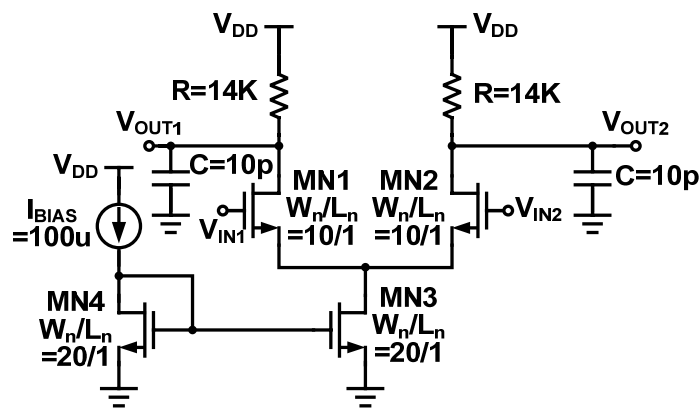 VDD
VDD
R=14K
R=14K
VOUT1
VOUT2
C=10p
C=10p
VDD
MN1
Wn/Ln
=10/1
MN2
Wn/Ln
=10/1
VIN1
VIN2
IBIAS
=100u
MN4
Wn/Ln
=20/1
MN3
Wn/Ln
=20/1